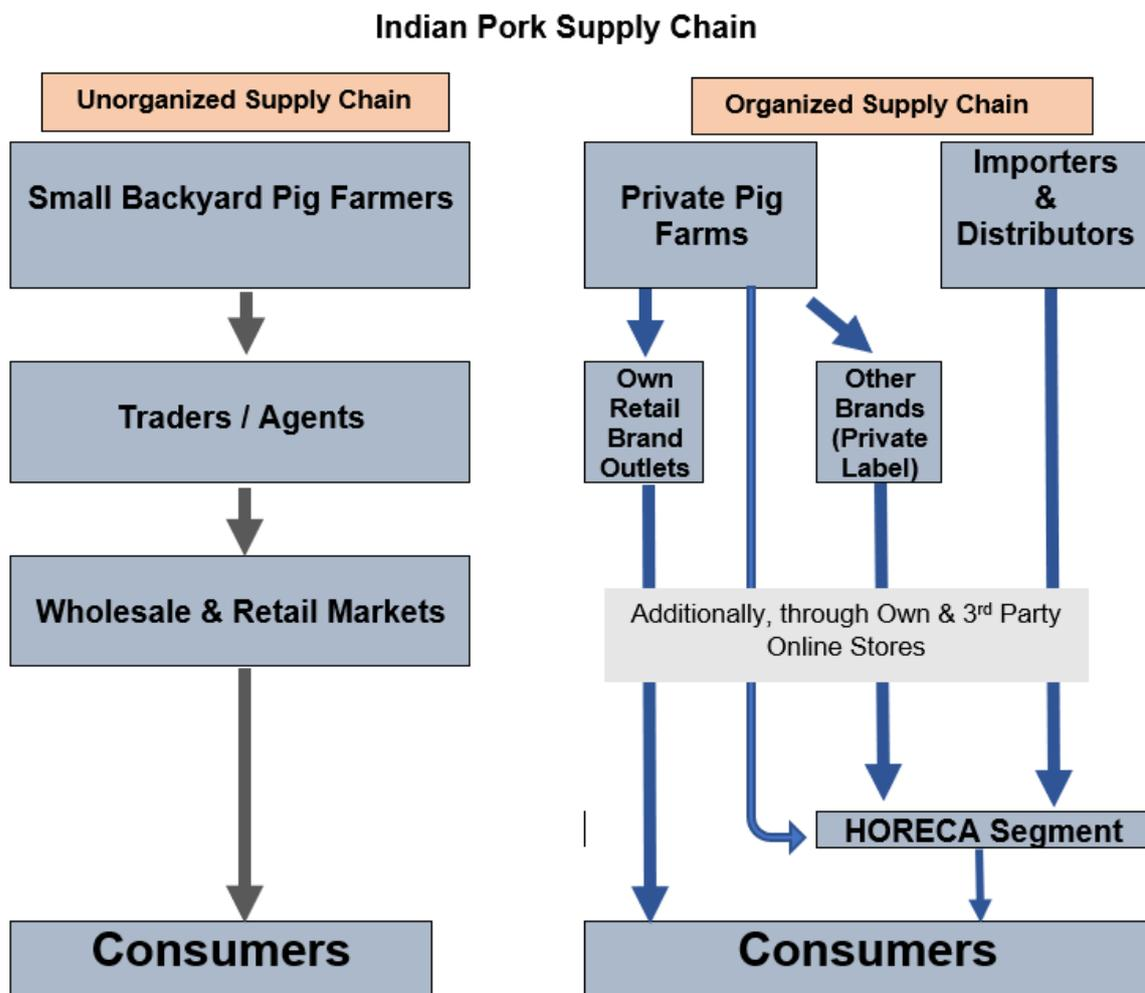 Indian Pork Supply Chain
Unorganized Supply Chain
Small Backyard Pig Farmers
Traders / Agents
Wholesale & Retail Markets
Consumers
Organized Supply Chain
Private Pig
Farms
Importers
&
Distributors
Own
Retail
Brand
Outlets
Other
Brands
(Private
Label)
Additionally, through Own & 3rd Party
Online Stores
HORECA Segment
Consumers